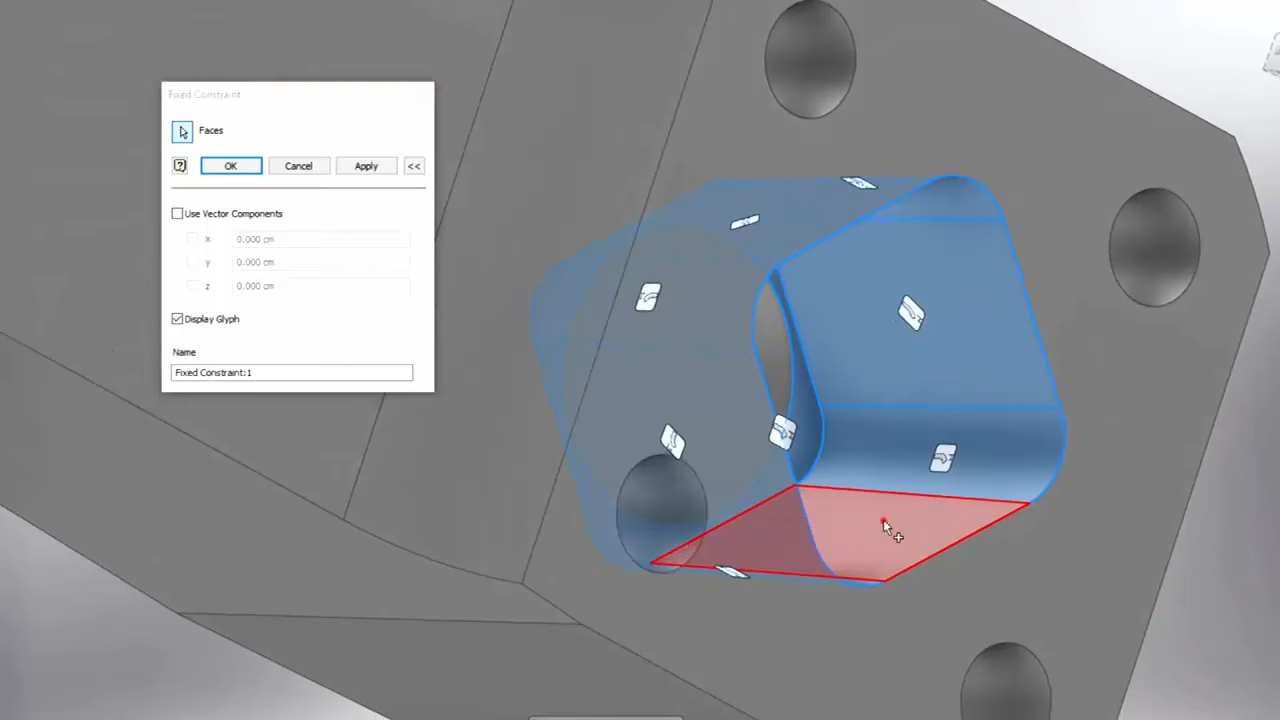 Fixed Constraint
Faces
OK Cancel Apply <<
Use Vector Components
x 0.000 cm
y 0.000 cm
z 0.000 cm
Display Glyph
Name
Fixed Constraint:1